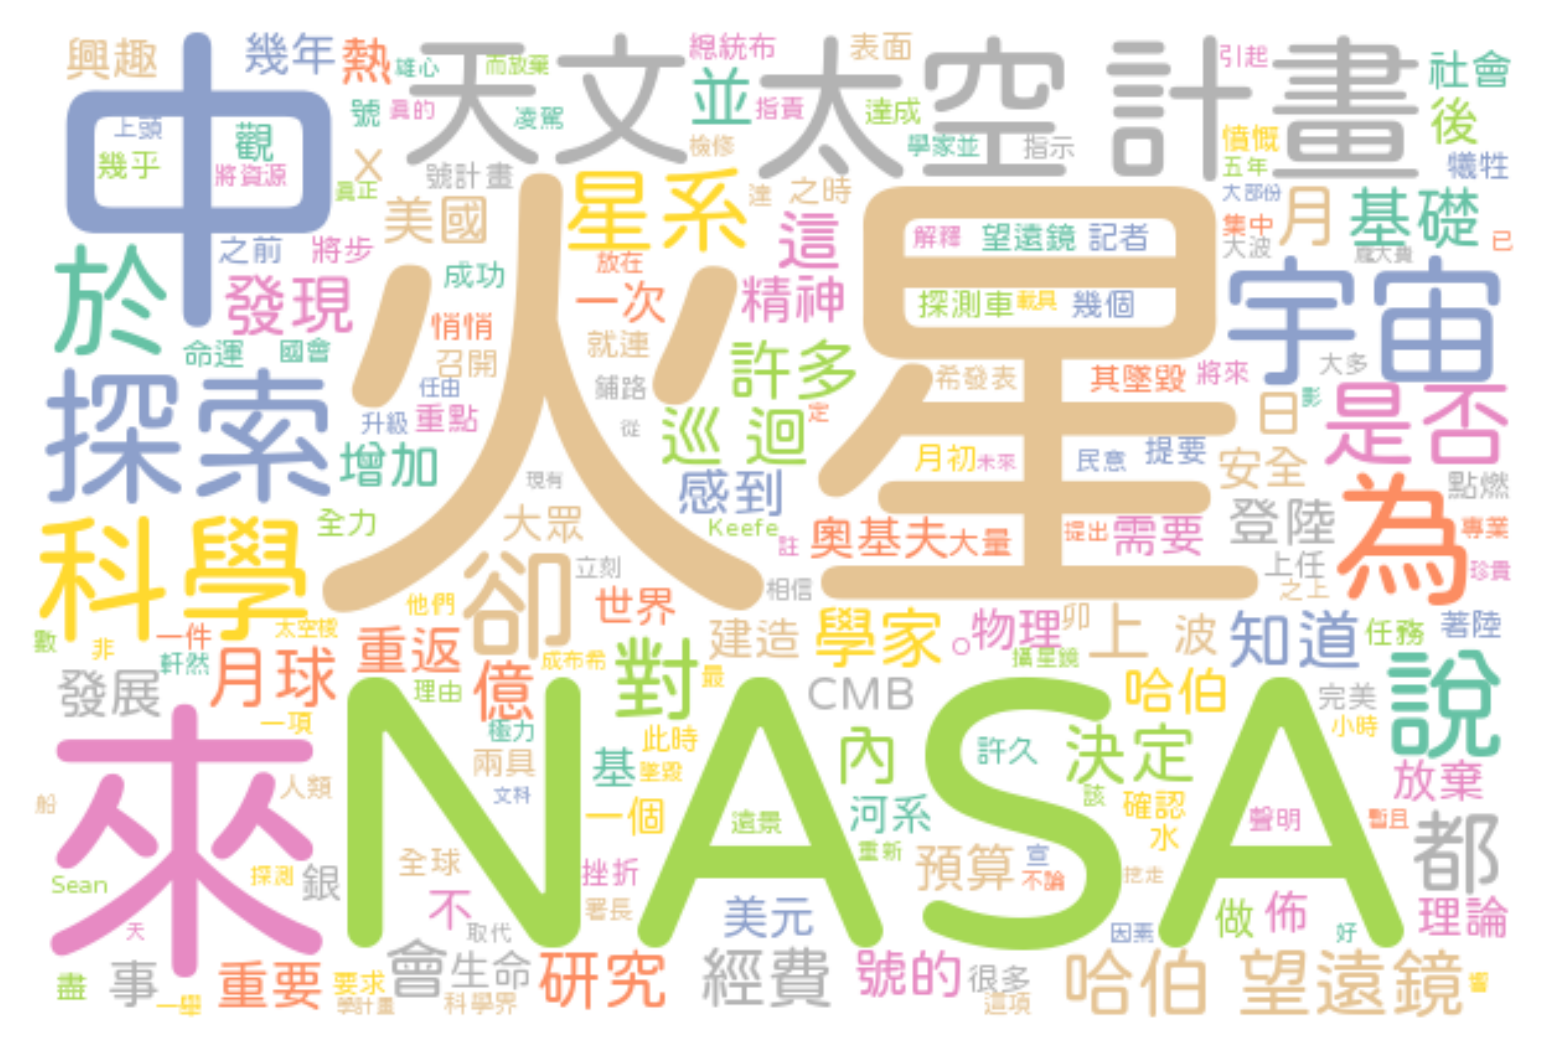 興趣
中
幾年
熱
雄心
天文
而放棄
總統布
並
太空
表面
計畫
引起
社會
上頭
幾乎
觀
將資源
號
真的
凌駕
檢修
指責
達成
學家並
指示
憤慨
五年
後
犧牲
X
真正
號計畫
美國
星系
達
之時
大部份
月
基礎
之前
將步
成功
放在
這
解釋
望遠鏡
記者
集中
大波
龐大貴
已
於
發現
火星
一次
精神
探測車
載具
幾個
宇宙
命運
國會
悄悄
召開
就連
許多
希發表
其墜毀
將來
大多
探索
任由
升級
重點
鋪路
從
巡迴
定
日
影
是否
增加
現有
感到
月初
未來
民意
提要
安全
點燃
科學
全力
大眾
Keefe
註
奧基夫
大量
提出
需要
登陸
為
專業
卻
立刻
相信
上任
之上
珍貴
他們
世界
數
非
一件
軒然
太空梭
月球
重返
億
成布希
對
最
建造
學家
物理
攝星鏡
卯
上
波
知道
任務
著陸
發展
一項
理由
極力
NASA
CMB
哈伯
完美
小時
說
來
船
人類
兩具
文科
基
此時
墜毀
內
許久
決定
該
確認
水
聲明
暫且
放棄
都
Sean
探測
銀
全球
一個
遠景
河系
重新
預算
宣
不論
挖走
天
不
取代
挫折
署長
美元
因素
做
佈
好
理論
盡
事
一舉
重要
要求
學計畫
會
生命
科學界
研究
經費
號的
很多
這項
哈伯
望遠鏡
響